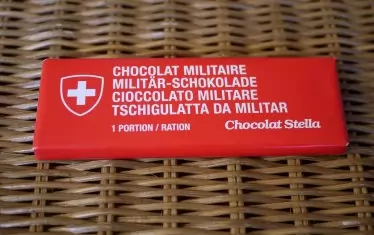 CHOCOLAT MILITAIRE
MILITÄR-SCHOKOLADE
CIOCCOLATO MILITARE
TSCHIGULATTA DA MILITAR
1 PORTION / RATION
Chocolat Stella